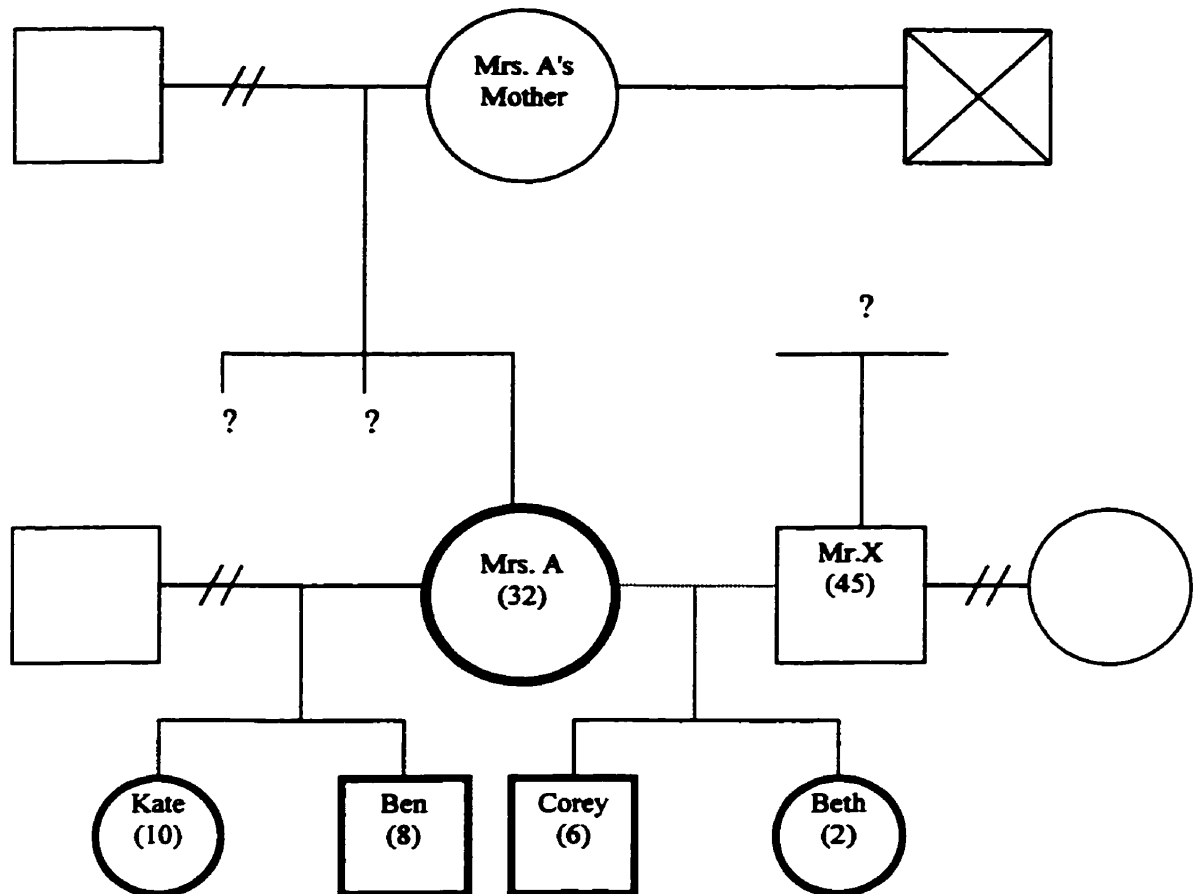 Mrs. A's
Mother
?
?
?
Mrs. A
(32)
Mr.X
(45)
Kate
(10)
Ben
(8)
Corey
(6)
Beth
(2)